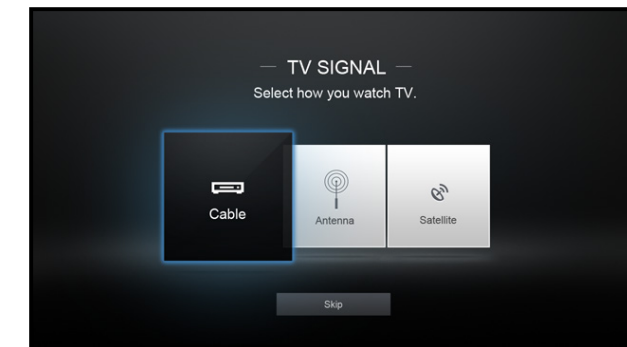 TV SIGNAL
Select how you watch TV.
Cable
Antenna
Satellite
Skip